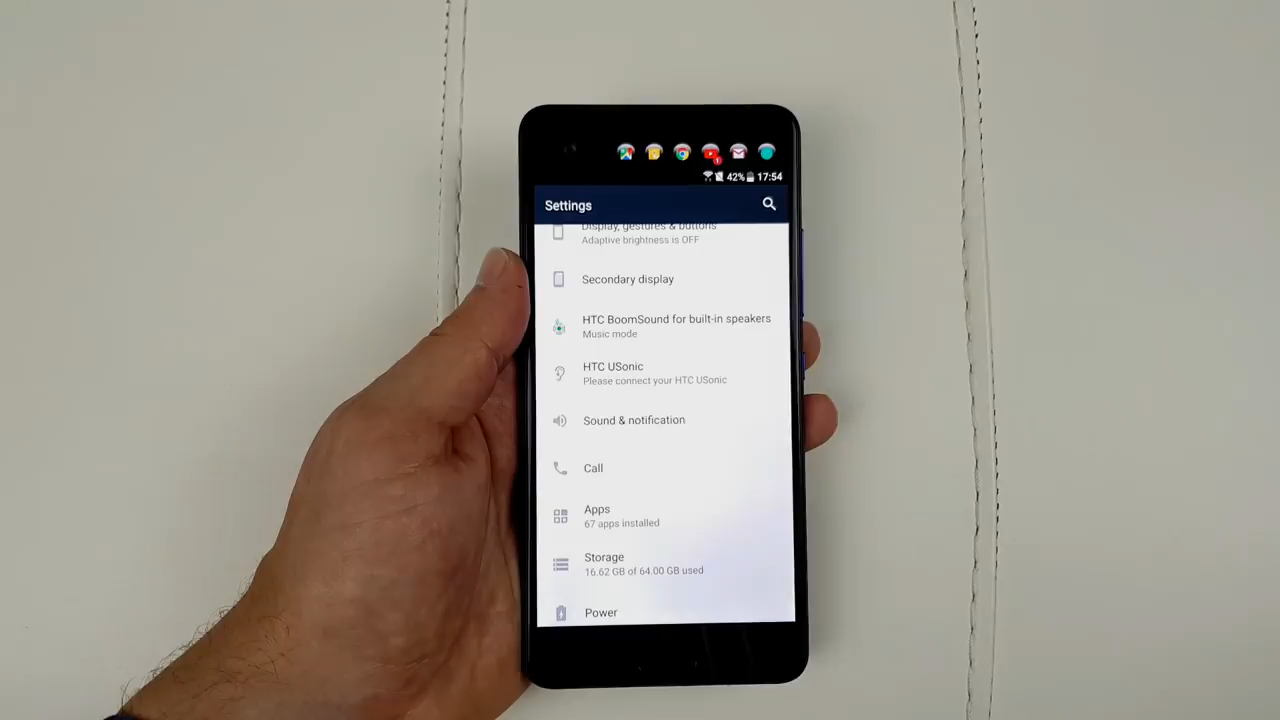 1
42% 17:54
Settings
Display, gestures & buttons
Adaptive brightness is OFF
Secondary display
HTC BoomSound for built-in speakers
Music mode
HTC USonic
Please connect your HTC USonic
Sound & notification
Call
Apps
67 apps installed
Storage
16.62 GB of 64.00 GB used
Power